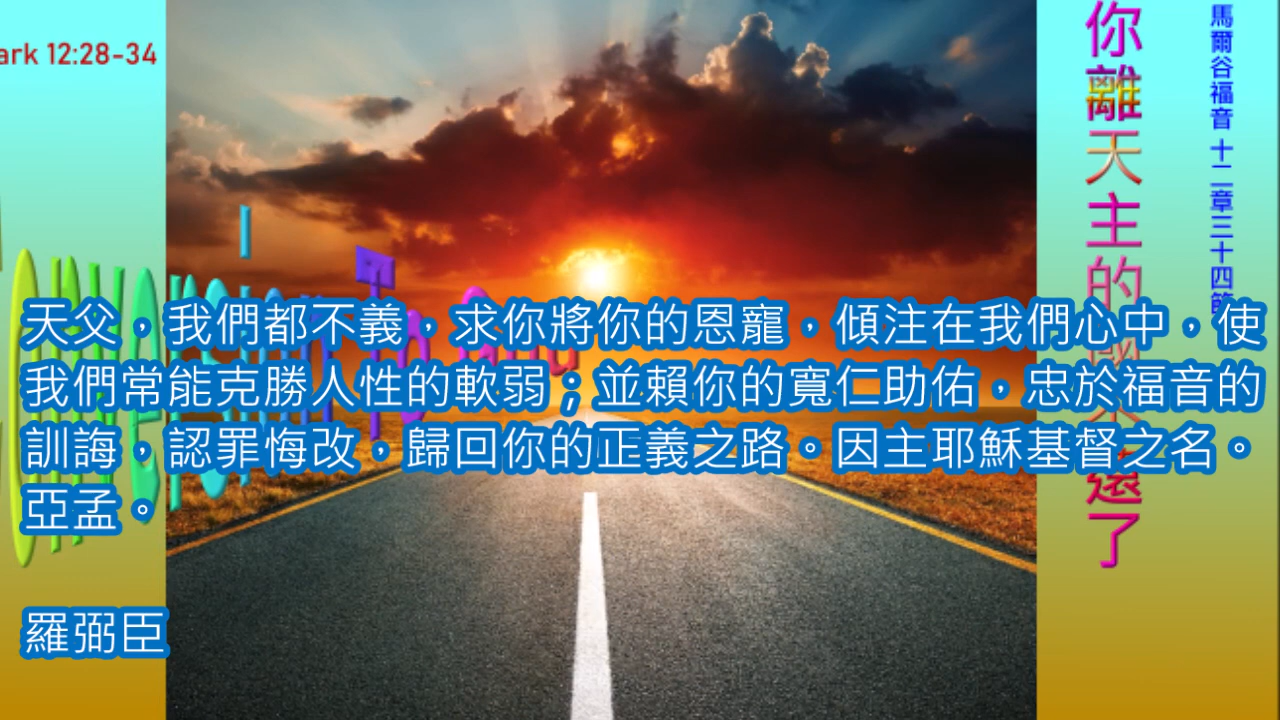 ark 12:28-34
馬爾谷福音 十二章三十四節
你離天主的國不遠了
天父，我們都不義，求你將你的恩寵，傾注在我們心中，使
我們常能克勝人性的軟弱；並賴你的寬仁助佑，忠於福音的
訓誨，認罪悔改，歸回你的正義之路。因主耶穌基督之名。
亞孟。
羅弼臣